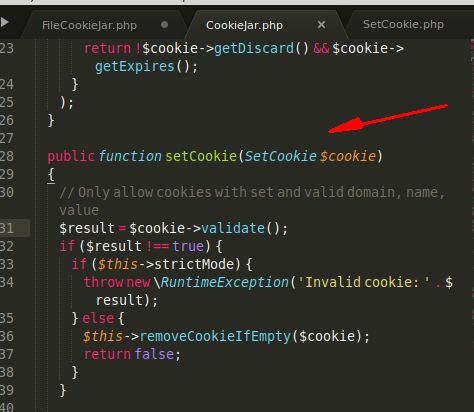 FileCookieJar.php CookieJar.php × SetCookie.php
23 return !$cookie->getDiscard() && $cookie->
getExpires();
24 }
25 );
26 }
27
28 public function setCookie(SetCookie $cookie)
29 {
30 // Only allow cookies with set and valid domain, name,
value
31 $result = $cookie->validate();
32 if ($result !== true) {
33 if ($this->strictMode) {
34 throw new \RuntimeException('Invalid cookie: ' . $
result);
35 } else {
36 $this->removeCookieIfEmpty($cookie);
37 return false;
38 }
39 }
40